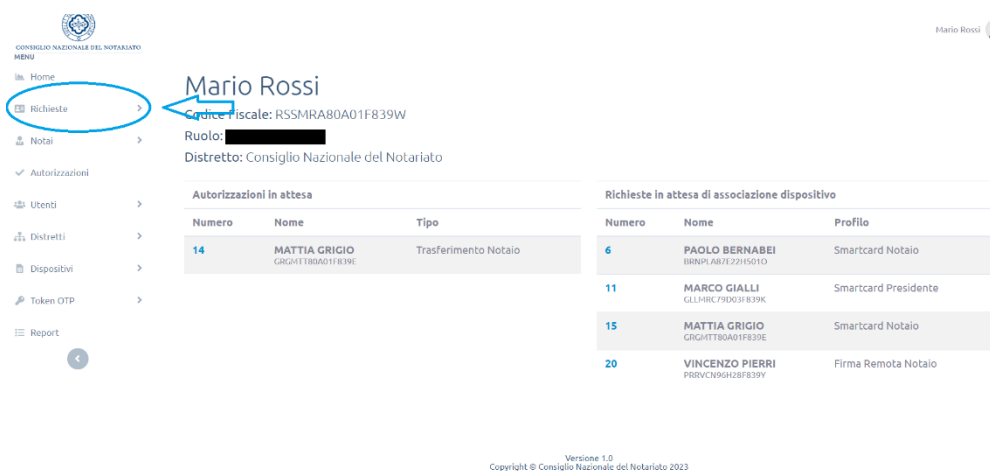 CONSIGLIO NAZIONALE DEL NOTARIATO
MENU
Home
Richieste
Notai
Autorizzazioni
Utenti
Distretti
Dispositivi
Token OTP
Report
Mario Rossi
Mario Rossi
Codice Fiscale: RSSMRA80A01F839W
Ruolo:
Distretto: Consiglio Nazionale del Notariato
Autorizzazioni in attesa
Numero Nome Tipo
14 MATTIA GRIGIO Trasferimento Notaio
GRGMTT80A01F839E
Richieste in attesa di associazione dispositivo
Numero Nome Profilo
6 PAOLO BERNABEI Smartcard Notaio
BRNPLA87E22H501O
11 MARCO GIALLI Smartcard Presidente
GLLMRC79D03F839K
15 MATTIA GRIGIO Smartcard Notaio
GRGMTT80A01F839E
20 VINCENZO PIERRI Firma Remota Notaio
PRRVCN96H28F839Y
Versione 1.0
Copyright © Consiglio Nazionale del Notariato 2023